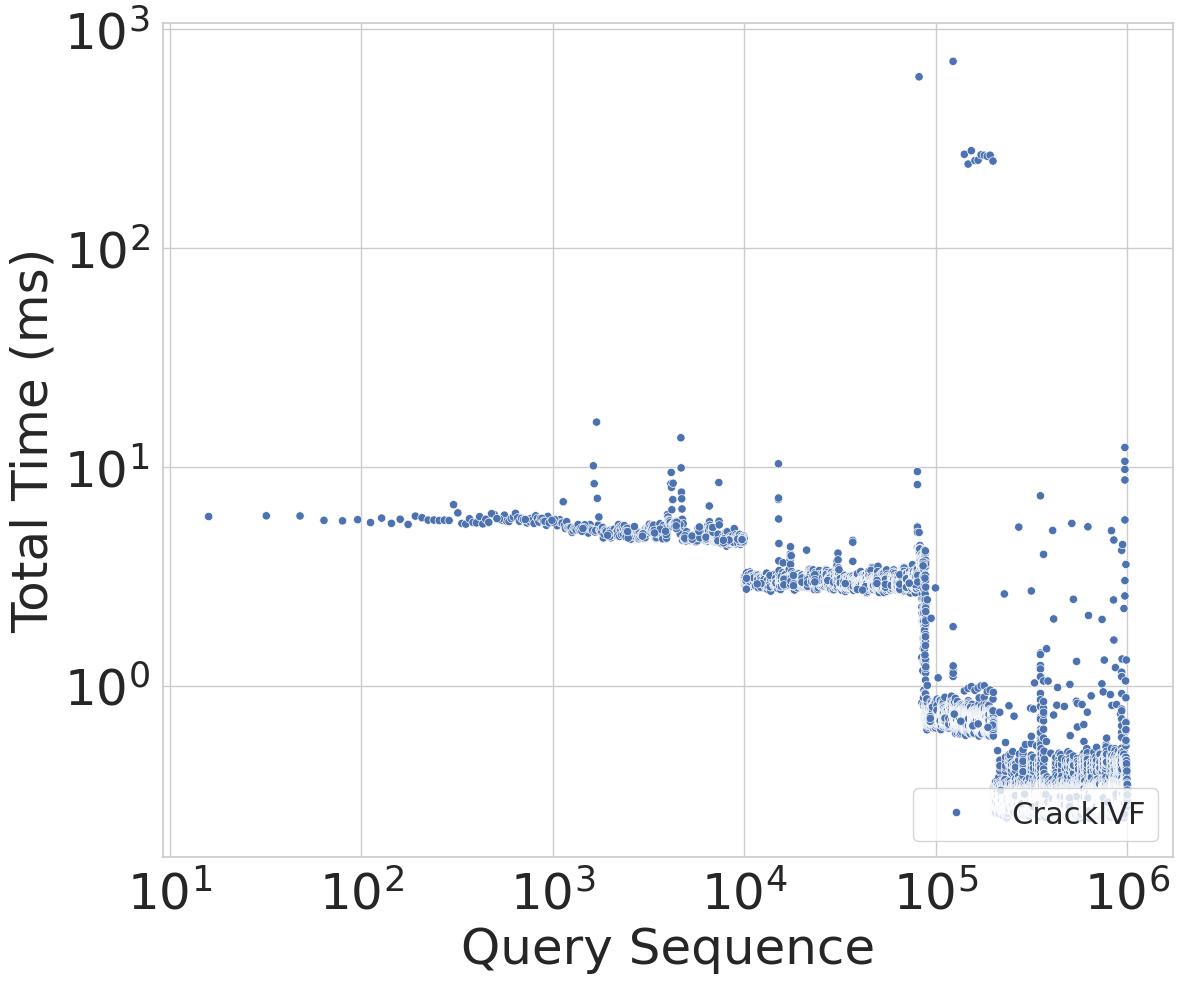 Total Time (ms)
10³
10²
10¹
10⁰
10¹ 10² 10³ 10⁴ 10⁵ 10⁶
Query Sequence
CrackIVF